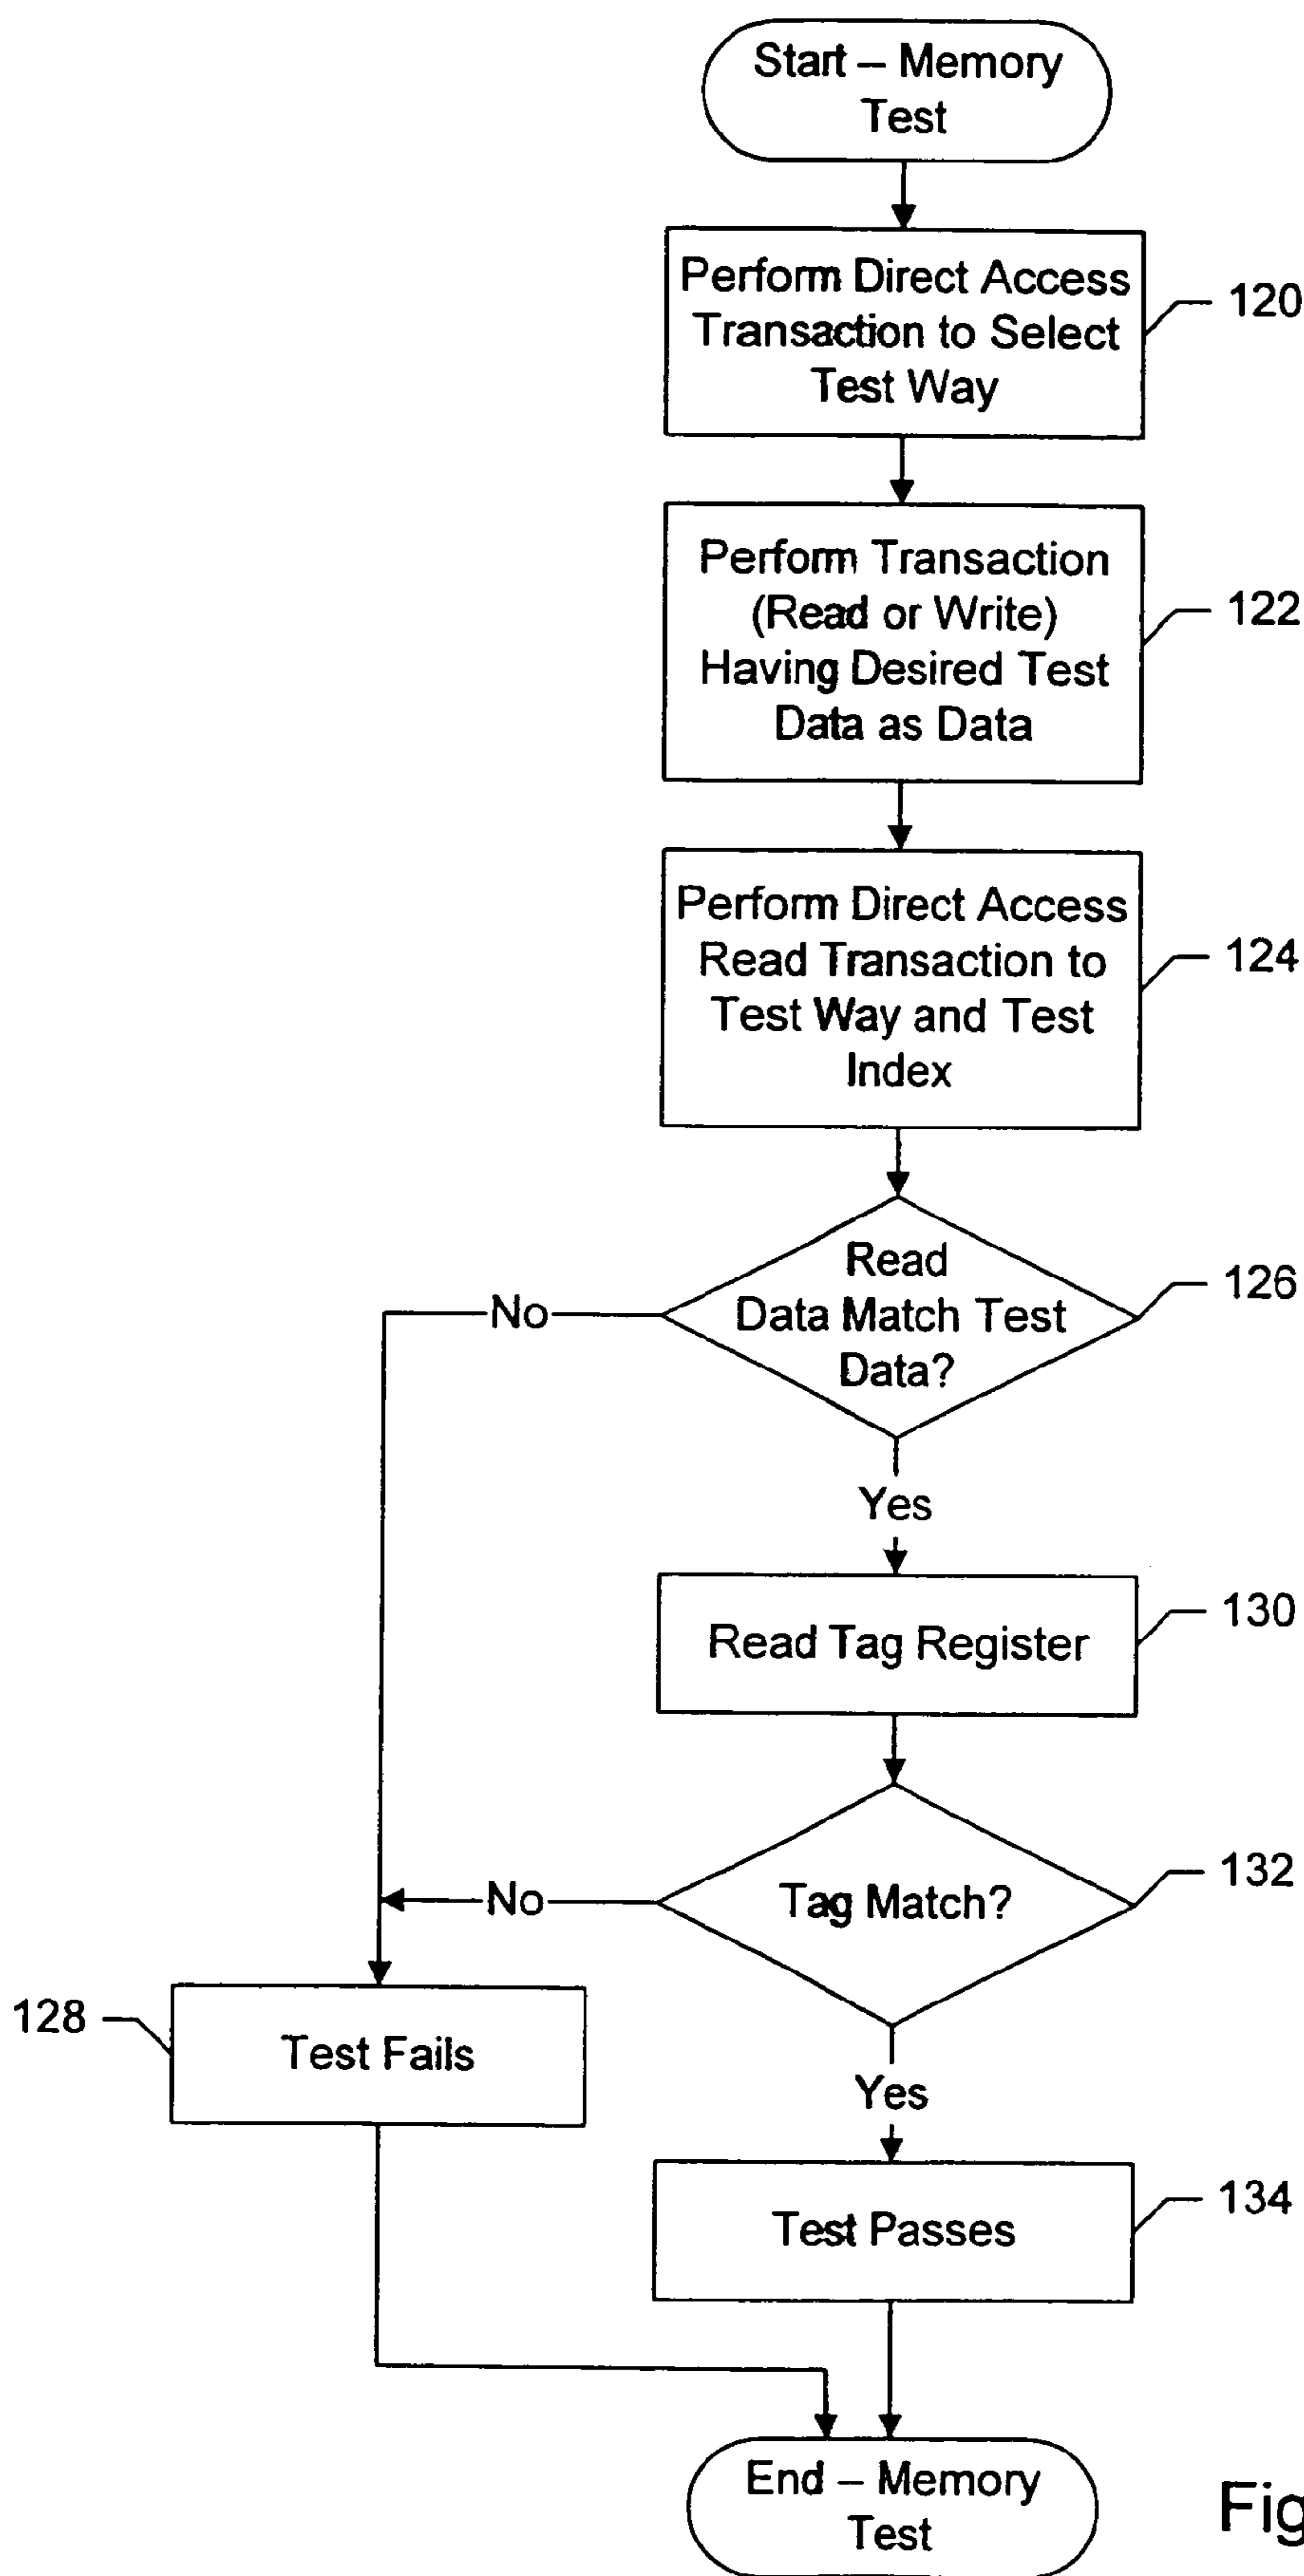 Start – Memory
Test
Perform Direct Access
Transaction to Select
Test Way
120
Perform Transaction
(Read or Write)
Having Desired Test
Data as Data
122
Perform Direct Access
Read Transaction to
Test Way and Test
Index
124
Read
Data Match Test
Data?
126
No
Yes
Read Tag Register
130
Tag Match?
132
No
128
Test Fails
Yes
Test Passes
134
End – Memory
Test
Fig